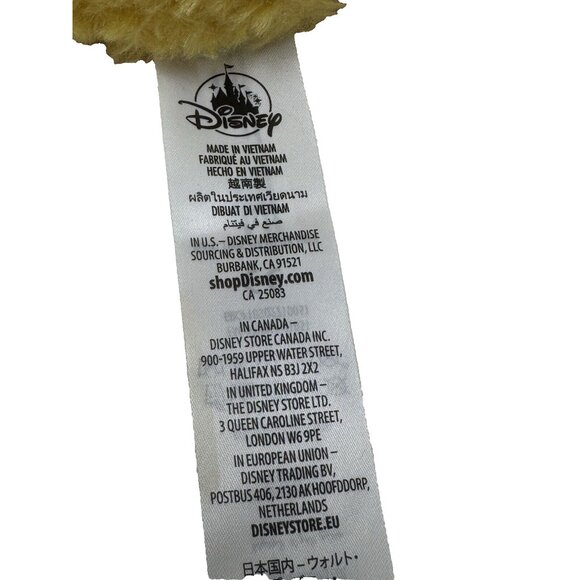 Disney
MADE IN VIETNAM
FABRIQUÉ AU VIETNAM
HECHO EN VIETNAM
越南製
ผลิตในประเทศเวียดนาม
DIBUAT DI VIETNAM
صنع في فيتنام
IN U.S.– DISNEY MERCHANDISE
SOURCING & DISTRIBUTION, LLC
BURBANK, CA 91521
shopDisney.com
CA 25083
IN CANADA –
DISNEY STORE CANADA INC.
900-1959 UPPER WATER STREET,
HALIFAX NS B3J 2X2
IN UNITED KINGDOM –
THE DISNEY STORE LTD.
3 QUEEN CAROLINE STREET,
LONDON W6 9PE
IN EUROPEAN UNION –
DISNEY TRADING BV,
POSTBUS 406, 2130 AK HOOFDDORP,
NETHERLANDS
DISNEYSTORE.EU
日本国内 – ウォルト・